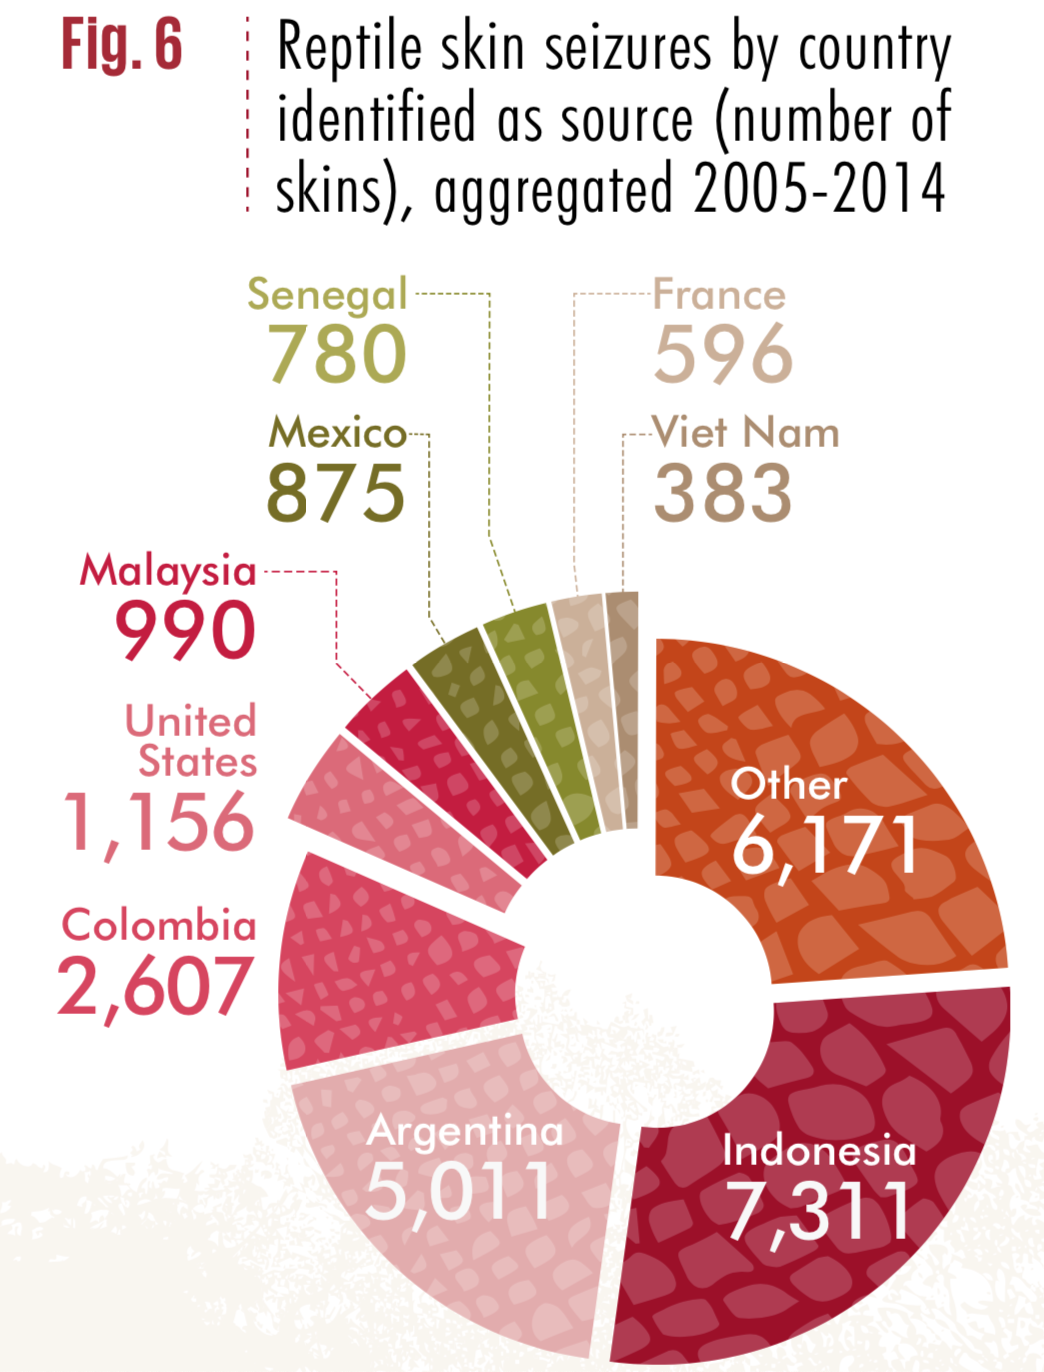 Fig. 6
Reptile skin seizures by country
identified as source (number of
skins), aggregated 2005-2014
Senegal
780
France
596
Mexico
875
Viet Nam
383
Malaysia
990
United
States
1,156
Other
6,171
Colombia
2,607
Argentina
5,011
Indonesia
7,311